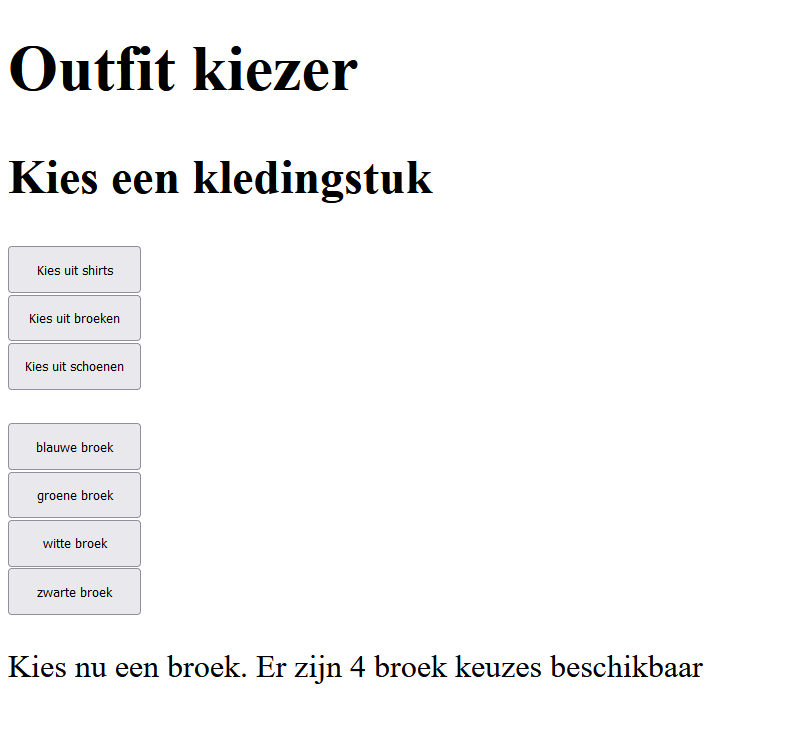 Outfit kiezer
Kies een kledingstuk
Kies uit shirts
Kies uit broeken
Kies uit schoenen
blauwe broek
groene broek
witte broek
zwarte broek
Kies nu een broek. Er zijn 4 broek keuzes beschikbaar